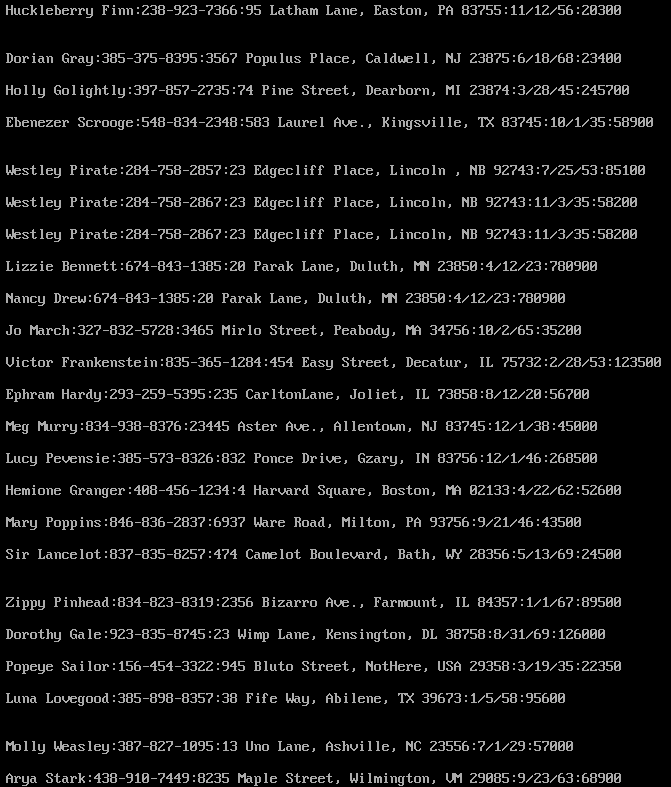 Huckleberry Finn:238-923-7366:95 Latham Lane, Easton, PA 83755:11/12/56:20300
Dorian Gray:385-375-8395:3567 Populus Place, Caldwell, NJ 23875:6/18/68:23400
Holly Golightly:397-857-2735:74 Pine Street, Dearborn, MI 23874:3/28/45:245700
Ebenezer Scrooge:548-834-2348:583 Laurel Ave., Kingsville, TX 83745:10/1/35:58900
Westley Pirate:284-758-2857:23 Edgecliff Place, Lincoln , NB 92743:7/25/53:85100
Westley Pirate:284-758-2867:23 Edgecliff Place, Lincoln, NB 92743:11/3/35:58200
Westley Pirate:284-758-2867:23 Edgecliff Place, Lincoln, NB 92743:11/3/35:58200
Lizzie Bennett:674-843-1385:20 Parak Lane, Duluth, MN 23850:4/12/23:780900
Nancy Drew:674-843-1385:20 Parak Lane, Duluth, MN 23850:4/12/23:780900
Jo March:327-832-5728:3465 Mirlo Street, Peabody, MA 34756:10/2/65:35200
Victor Frankenstein:835-365-1284:454 Easy Street, Decatur, IL 75732:2/28/53:123500
Ephram Hardy:293-259-5395:235 CarltonLane, Joliet, IL 73858:8/12/20:56700
Meg Murry:834-938-8376:23445 Aster Ave., Allentown, NJ 83745:12/1/38:45000
Lucy Pevensie:385-573-8326:832 Ponce Drive, Gzary, IN 83756:12/1/46:268500
Hemione Granger:408-456-1234:4 Harvard Square, Boston, MA 02133:4/22/62:52600
Mary Poppins:846-836-2837:6937 Ware Road, Milton, PA 93756:9/21/46:43500
Sir Lancelot:837-835-8257:474 Camelot Boulevard, Bath, WY 28356:5/13/69:24500
Zippy Pinhead:834-823-8319:2356 Bizarro Ave., Farmount, IL 84357:1/1/67:89500
Dorothy Gale:923-835-8745:23 Wimp Lane, Kensington, DL 38758:8/31/69:126000
Popeye Sailor:156-454-3322:945 Bluto Street, NotHere, USA 29358:3/19/35:22350
Luna Lovegood:385-898-8357:38 Fife Way, Abilene, TX 39673:1/5/58:95600
Molly Weasley:387-827-1095:13 Uno Lane, Ashville, NC 23556:7/1/29:57000
Arya Stark:438-910-7449:8235 Maple Street, Wilmington, VM 29085:9/23/63:68900